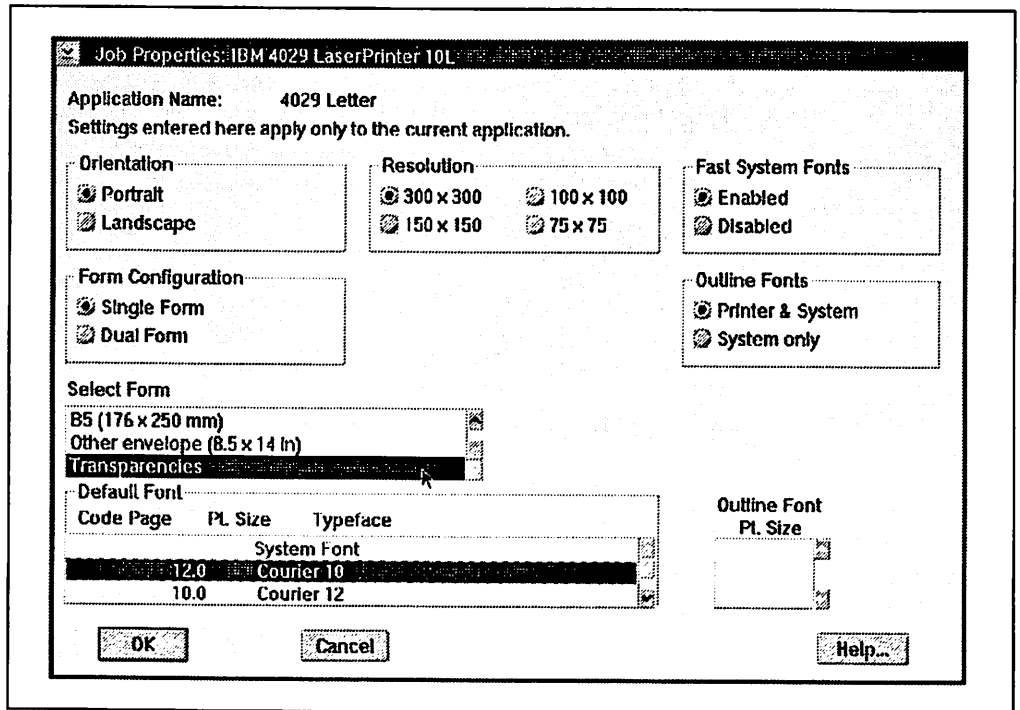 Job Properties: IBM 4029 LaserPrinter 10L
Application Name: 4029 Letter
Settings entered here apply only to the current application.
Orientation
Portrait
Landscape
Resolution
300 x 300 100 x 100
150 x 150 75 x 75
Fast System Fonts
Enabled
Disabled
Form Configuration
Single Form
Dual Form
Outline Fonts
Printer & System
System only
Select Form
B5 (176 x 250 mm)
Other envelope (8.5 x 14 in)
Transparencies
Default Font
Code Page Pt. Size Typeface
System Font
12.0 Courier 10
10.0 Courier 12
Outline Font
Pt. Size
OK Cancel Help...